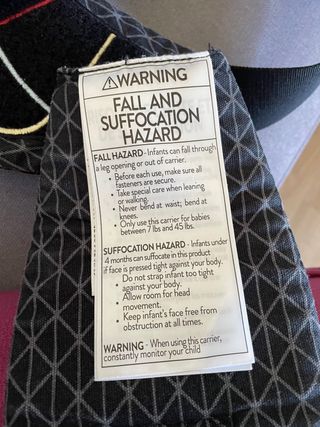 ⚠WARNING
FALL AND
SUFFOCATION
HAZARD
FALL HAZARD - Infants can fall through
a leg opening or out of carrier.
• Before each use, make sure all
fasteners are secure.
• Take special care when leaning
or walking.
• Never bend at waist; bend at
knees.
• Only use this carrier for babies
between 7 lbs and 45 lbs.
SUFFOCATION HAZARD - Infants under
4 months can suffocate in this product
if face is pressed tight against your body.
• Do not strap infant too tight
against your body.
• Allow room for head
movement.
• Keep infant's face free from
obstruction at all times.
WARNING - When using this carrier,
constantly monitor your child